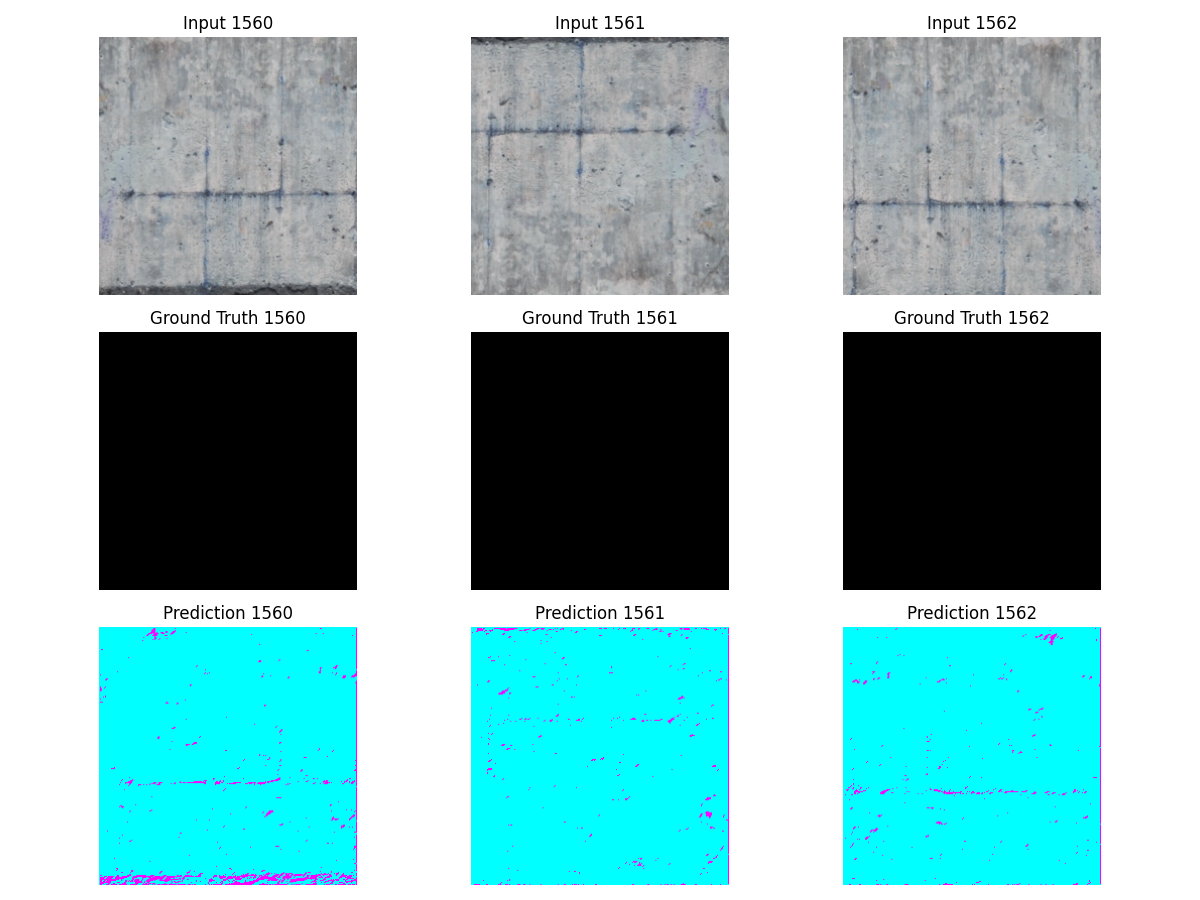 Input 1560
Input 1561
Input 1562
Ground Truth 1560
Ground Truth 1561
Ground Truth 1562
Prediction 1560
Prediction 1561
Prediction 1562